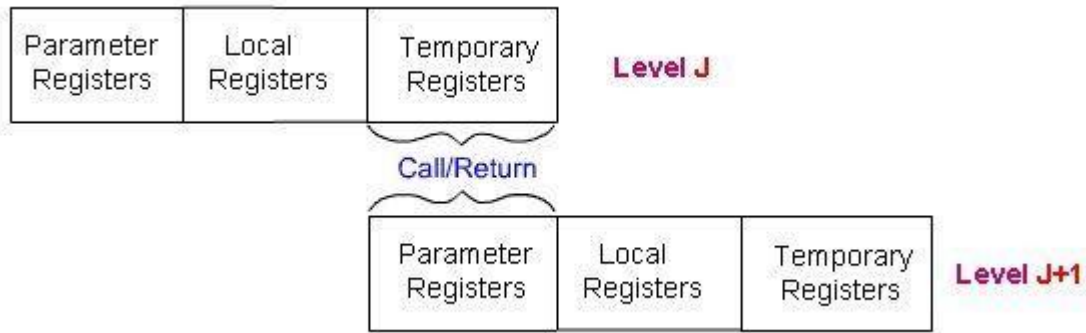 Parameter Registers
Local Registers
Temporary Registers
Level J
Call/Return
Parameter Registers
Local Registers
Temporary Registers
Level J+1